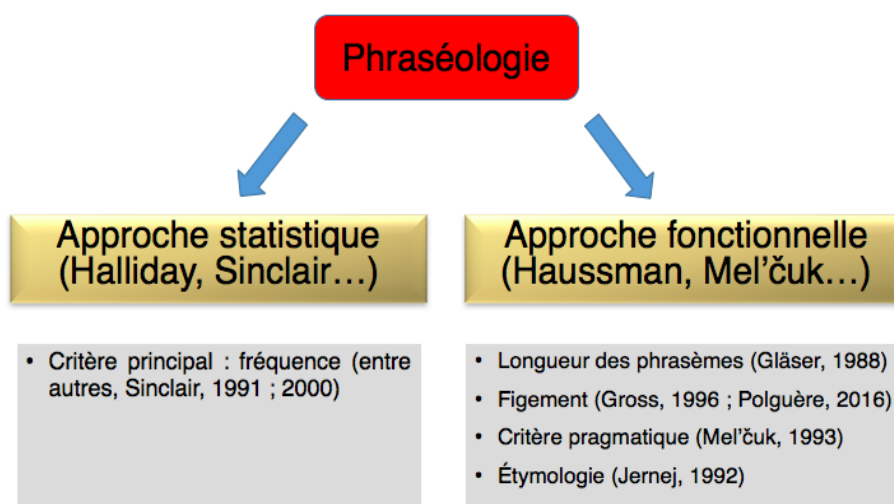 Phraséologie
Approche statistique
(Halliday, Sinclair…)
Approche fonctionnelle
(Haussman, Mel’čuk…)
• Critère principal : fréquence (entre
autres, Sinclair, 1991 ; 2000)
• Longueur des phrasèmes (Gläser, 1988)
• Figement (Gross, 1996 ; Polguère, 2016)
• Critère pragmatique (Mel’čuk, 1993)
• Étymologie (Jernej, 1992)